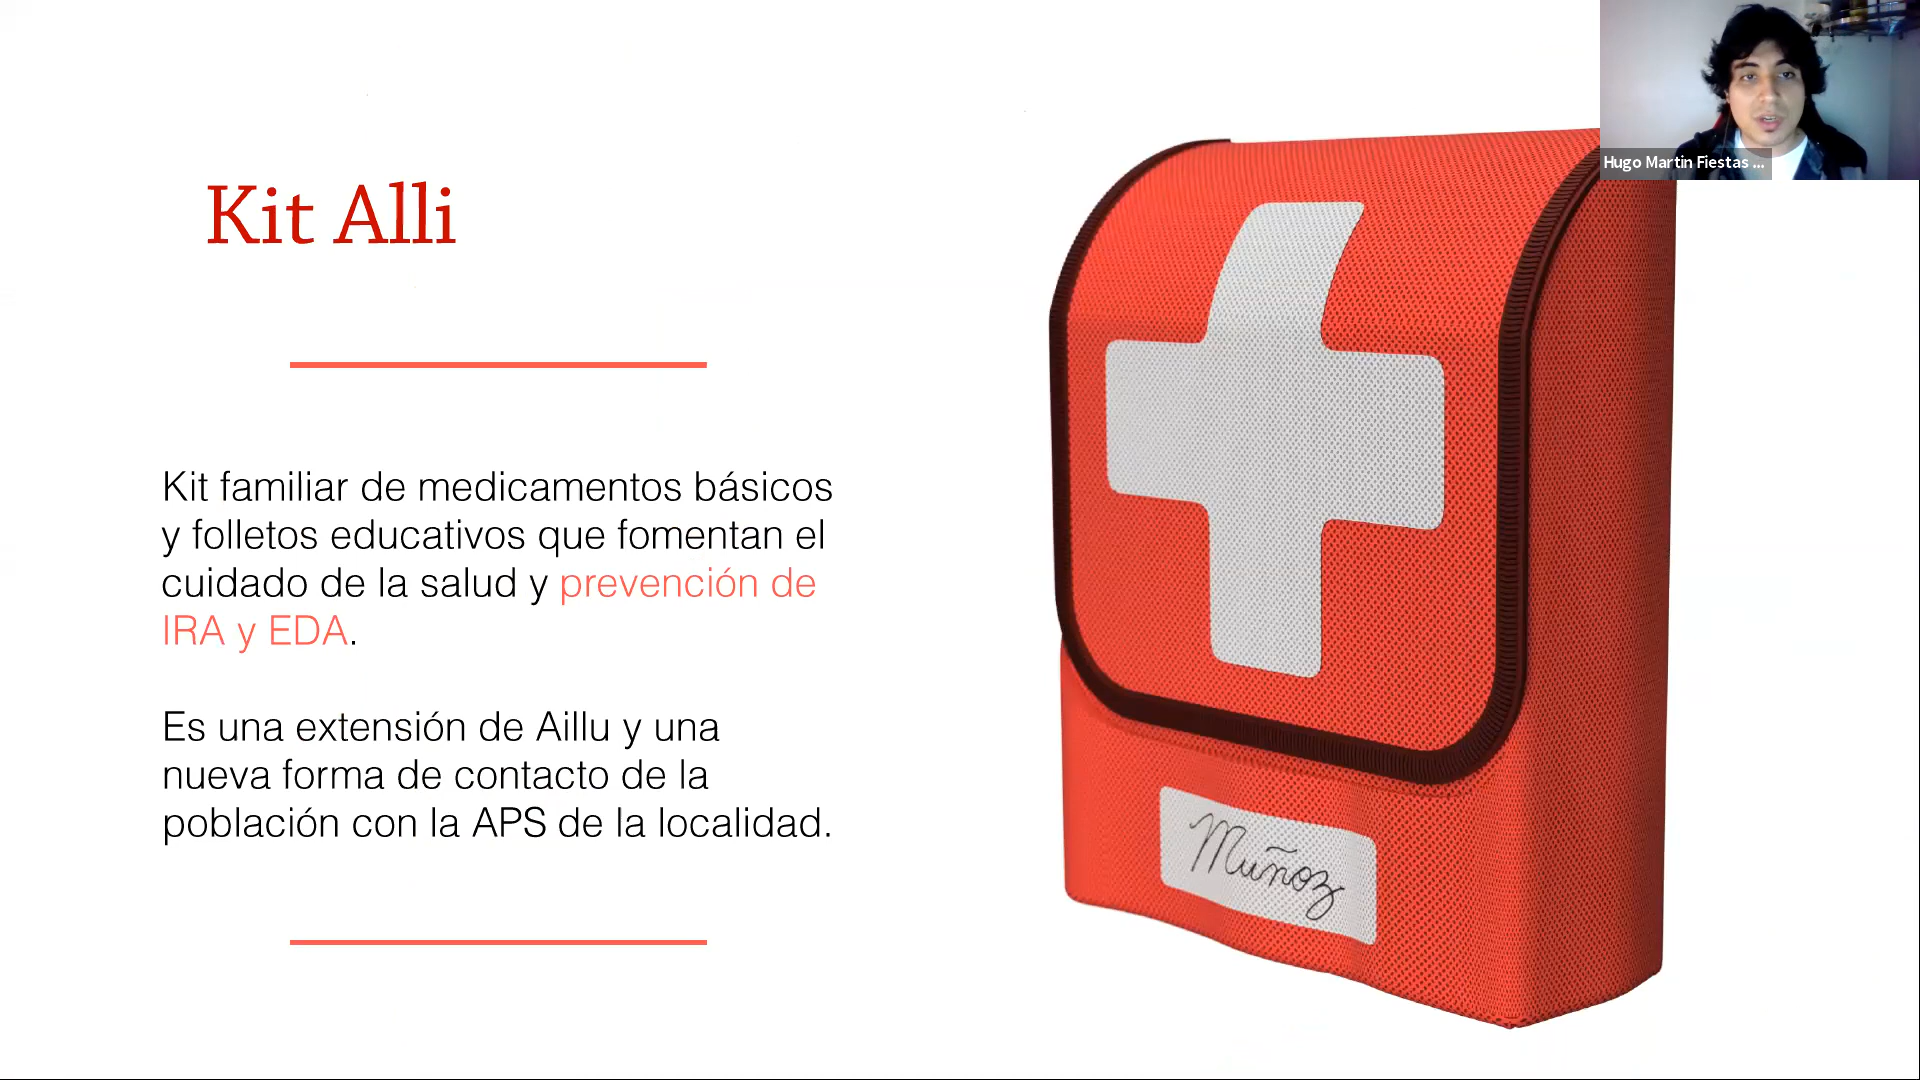 Kit Alli
Kit familiar de medicamentos básicos
y folletos educativos que fomentan el
cuidado de la salud y prevención de
IRA y EDA.
Es una extensión de Aillu y una
nueva forma de contacto de la
población con la APS de la localidad.
Hugo Martin Fiestas ...
Muñoz